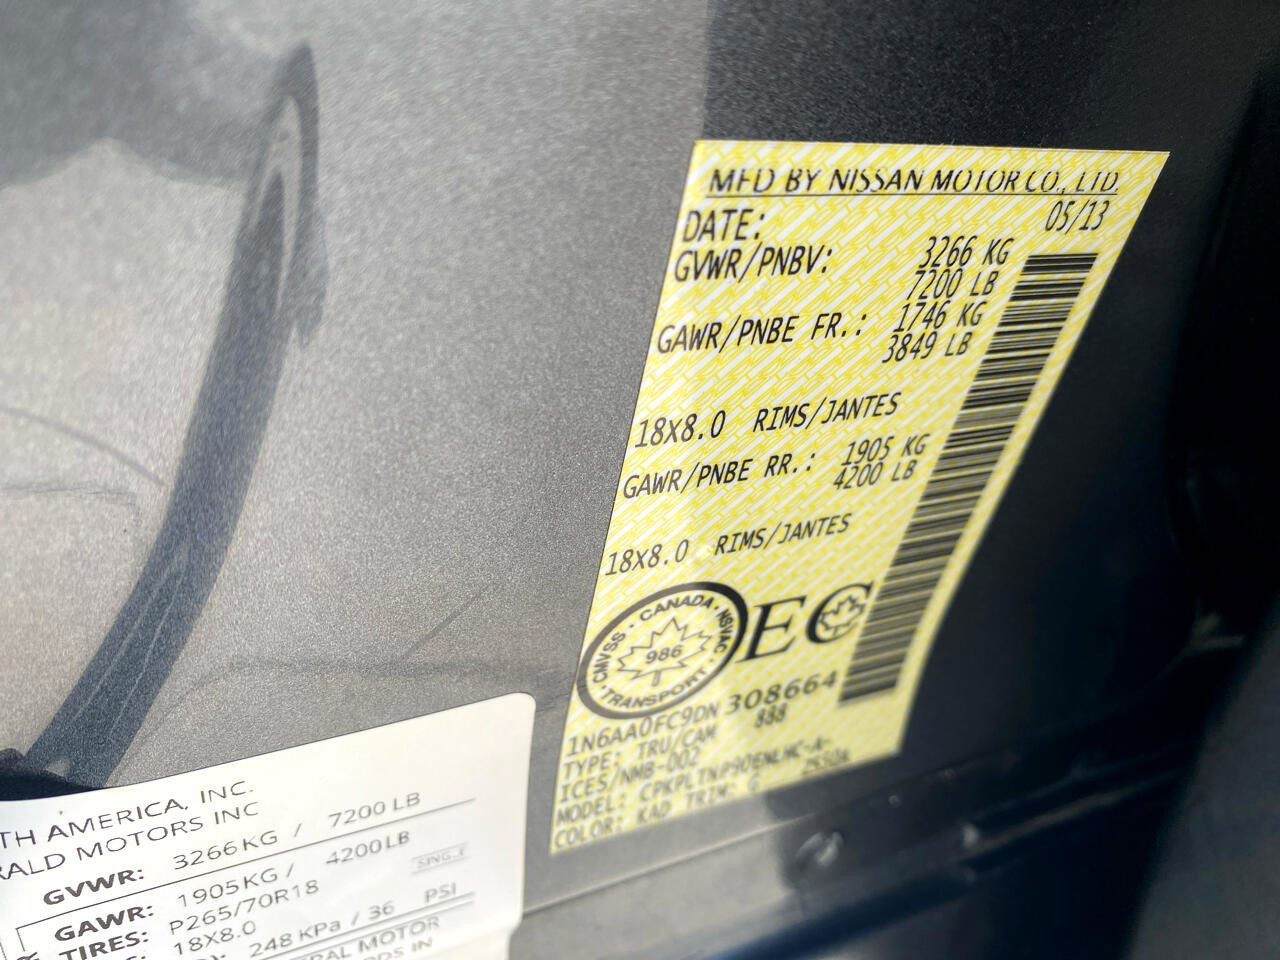 MFD BY NISSAN MOTOR CO., LTD.
DATE: 05/13
GVWR/PNBV: 3266 KG
7200 LB
GAWR/PNBE FR.: 1746 KG
3849 LB
18X8.0 RIMS/JANTES
GAWR/PNBE RR.: 1905 KG
4200 LB
18X8.0 RIMS/JANTES
CMVSS · CANADA · NSVAC · TRANSPORT ·
986
EC
1N6AA0FC9DN308664
TYPE: TRU/CAM 888
ICES/NMB-002
MODEL:
COLOR: KAD TRIM: G
TH AMERICA, INC.
RALD MOTORS INC
GVWR: 3266KG / 7200 LB
GAWR: 1905KG / 4200LB
TIRES: P265/70R18
18X8.0
248 KPa / 36 PSI